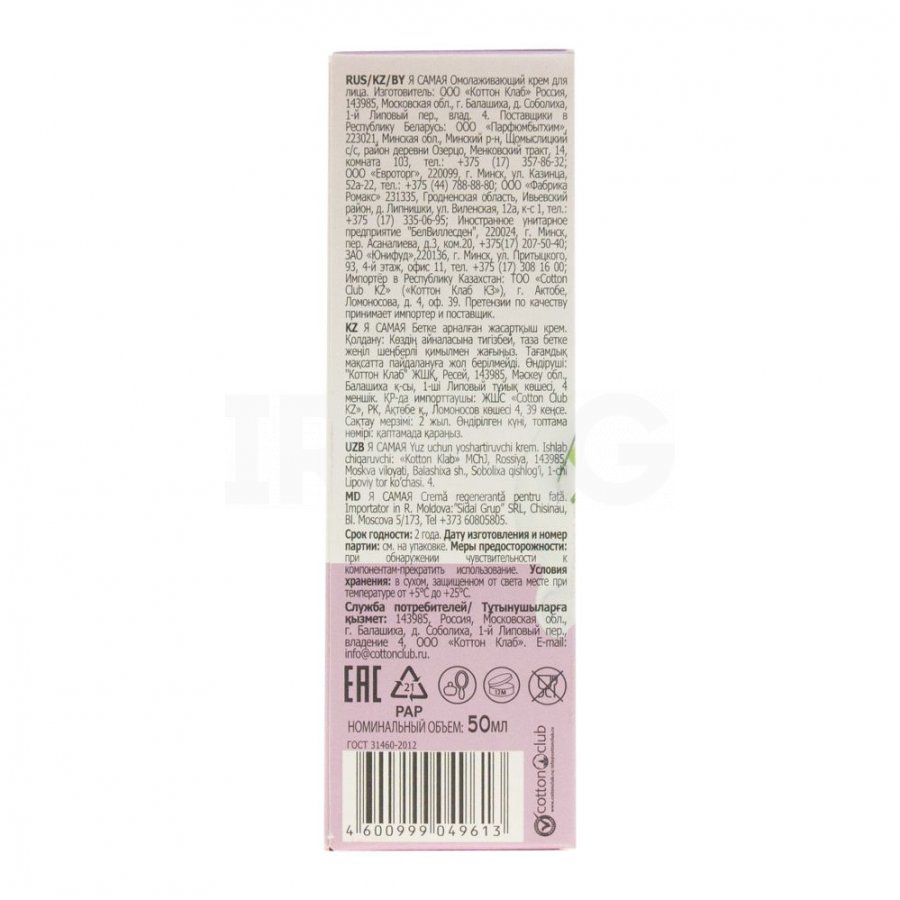 RUS/KZ/BY Я САМАЯ Омолаживающий крем для
лица. Изготовитель: ООО «Коттон Клаб» Россия,
143985, Московская обл., г. Балашиха, д. Соболиха,
1-й Липовый пер., влад. 4. Поставщики в
Республику Беларусь: ООО «Парфюмбытхим»,
223021, Минская обл., Минский р-н, Щомыслицкий
с/с, район деревни Озерцо, Менковский тракт, 14,
комната 103, тел.: +375 (17) 357-86-32;
ООО «Евроторг», 220099, г. Минск, ул. Казинца,
52а-22, тел.: +375 (44) 788-88-80; ООО «Фабрика
Ромакс» 231335, Гродненская область, Ивьевский
район, д. Липнишки, ул. Виленская, 12а, к-с 1, тел.:
+375 (17) 335-06-95; Иностранное унитарное
предприятие "БелВиллесден", 220024, г. Минск,
пер. Асаналиева, д.3, ком.20, +375(17) 207-50-40;
ЗАО «Юнифуд»,220136, г. Минск, ул. Притыцкого,
93, 4-й этаж, офис 11, тел.: +375 (17) 308 16 00;
Импортёр в Республику Казахстан: ТОО «Cotton
Club KZ» («Коттон Клаб КЗ»), г. Актобе,
Ломоносова, д. 4, оф. 39. Претензии по качеству
принимает импортер и поставщик.
KZ Я САМАЯ Бетке арналған жасартқыш крем.
Қолдану: Көздің айналасына тигізбей, таза бетке
жеңіл шеңберлі қимылмен жағыңыз. Тағамдық
мақсатта пайдалануға жол берілмейді. Өндіруші:
"Коттон Клаб" ЖШҚ, Ресей, 143985, Мәскеу обл.,
Балашиха қ-сы, 1-ші Липовый тұйық көшесі, 4
меншік. ҚР-да импорттаушы: ЖШС «Cotton Club
KZ», РК, Ақтөбе қ., Ломоносов көшесі 4, 39 кеңсе.
Сақтау мерзімі: 2 жыл. Өндірілген күні, топтама
нөмірі: қаптамада қараңыз.
UZB Я САМАЯ Yuz uchun yoshartiruvchi krem. Ishlab
chiqaruvchi: «Kotton Klab» MChJ, Rossiya, 143985,
Moskva viloyati, Balashixa sh., Sobolixa qishlog'i, 1-chi
Lipoviy tor ko'chasi. 4.
MD Я САМАЯ Cremă regenerantă pentru fată.
Importator in R. Moldova:"Sidai Grup" SRL, Chisinau,
Bl. Moscova 5/173, Tel +373 60805805.
Срок годности: 2 года. Дату изготовления и номер
партии: см. на упаковке. Меры предосторожности:
при обнаружении чувствительности к
компонентам-прекратить использование. Условия
хранения: в сухом, защищенном от света месте при
температуре от +5°С до +25°С.
Служба потребителей/ Тұтынушыларға
қызмет: 143985, Россия, Московская обл.,
г. Балашиха, д. Соболиха, 1-й Липовый пер.,
владение 4, ООО «Коттон Клаб». E-mail:
info@cottonclub.ru.
EAC 21 12M
PAP
НОМИНАЛЬНЫЙ ОБЪЕМ: 50МЛ
ГОСТ 31460-2012
4 600999 049613
cotton club